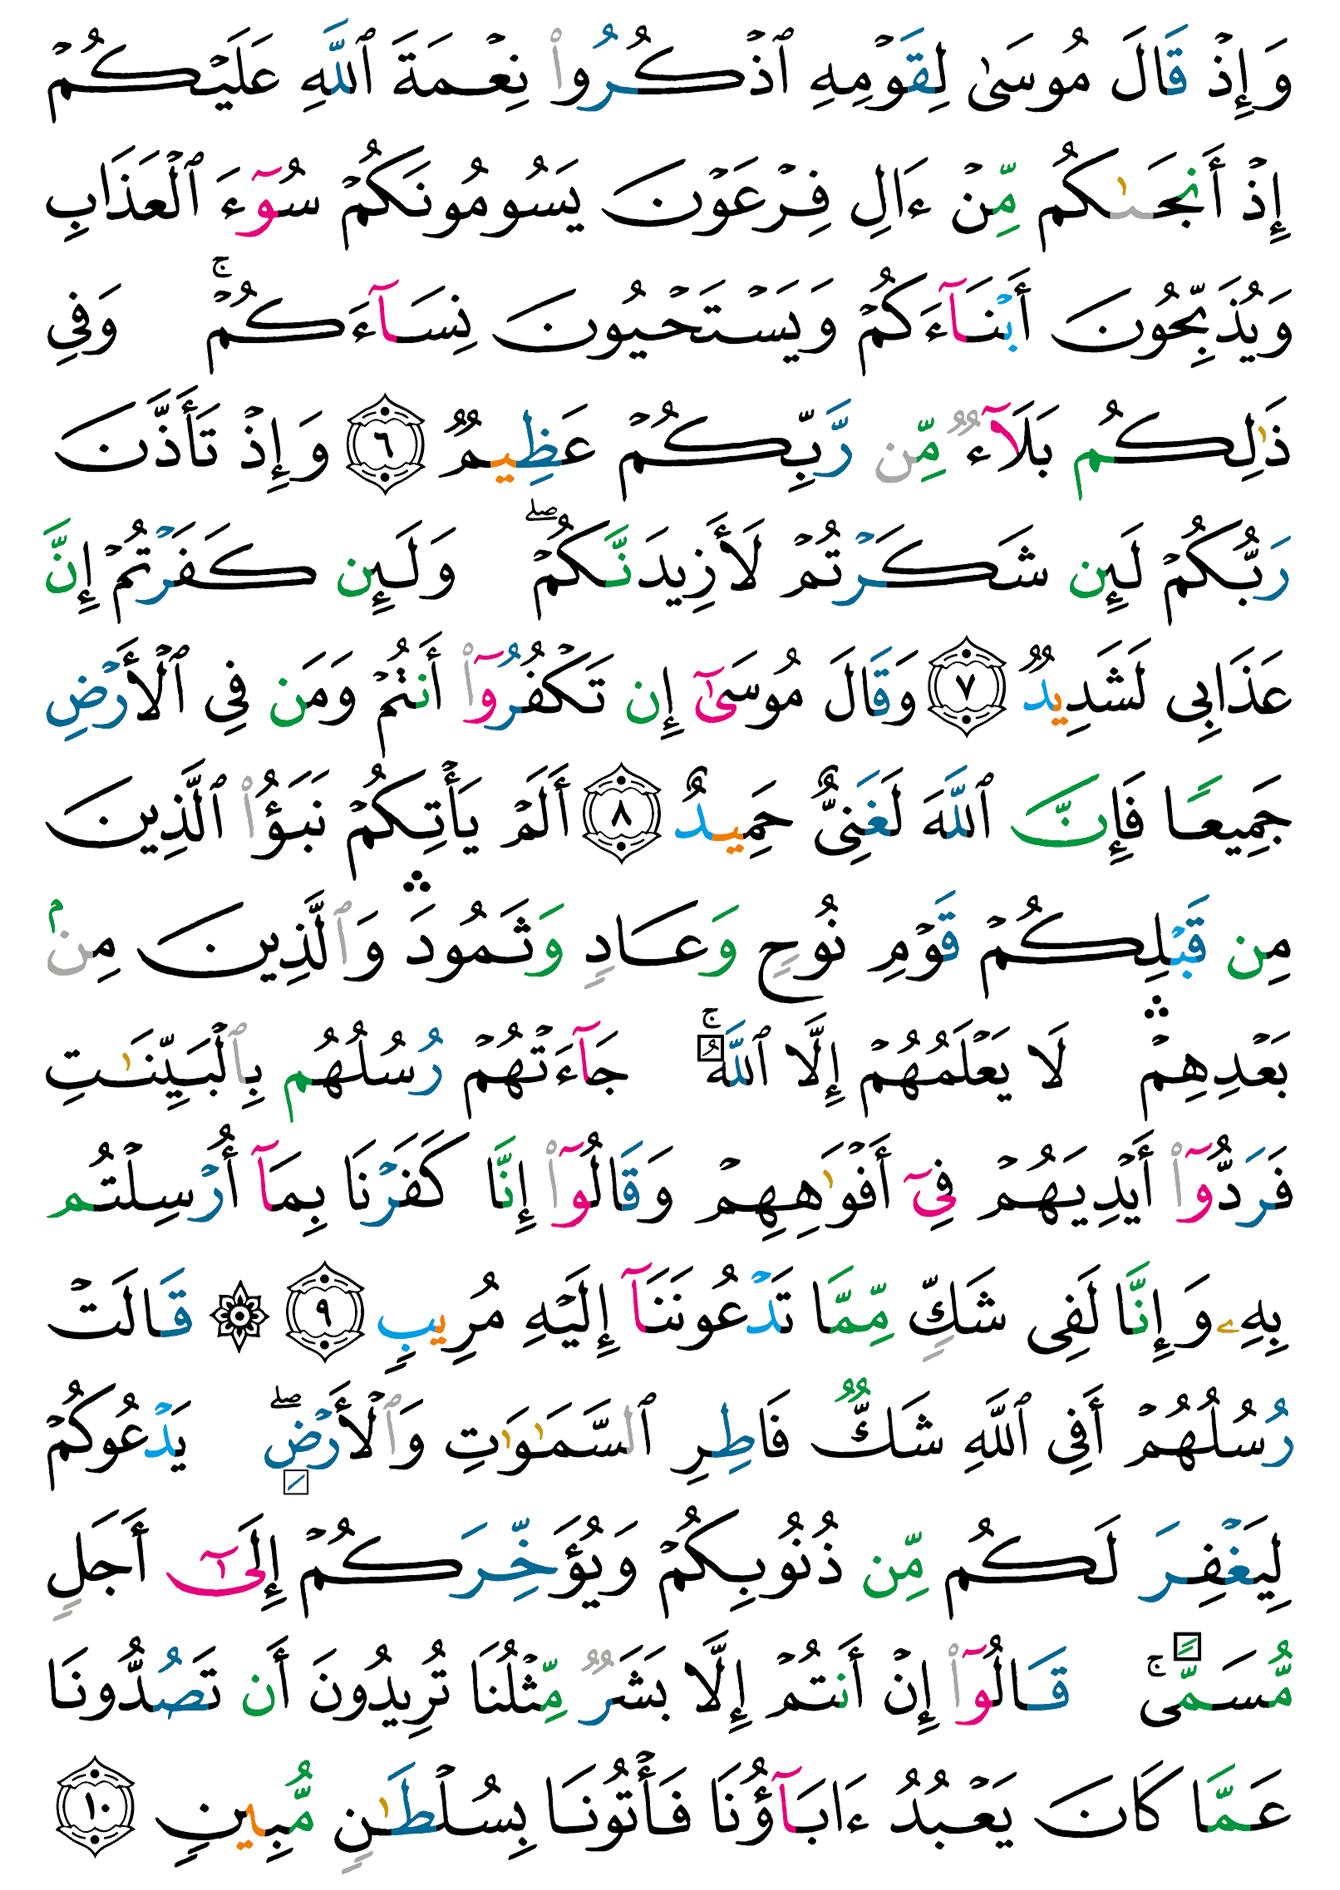 وَإِذۡ قَالَ مُوسَىٰ لِقَوۡمِهِ ٱذۡكُرُواْ نِعۡمَةَ ٱللَّهِ عَلَيۡكُمۡ
إِذۡ أَنجَىٰكُم مِّنۡ ءَالِ فِرۡعَوۡنَ يَسُومُونَكُمۡ سُوٓءَ ٱلۡعَذَابِ
وَيُذَبِّحُونَ أَبۡنَآءَكُمۡ وَيَسۡتَحۡيُونَ نِسَآءَكُمۡۚ وَفِي
ذَٰلِكُم بَلَآءٞ مِّن رَّبِّكُمۡ عَظِيمٞ ٦ وَإِذۡ تَأَذَّنَ
رَبُّكُمۡ لَئِن شَكَرۡتُمۡ لَأَزِيدَنَّكُمۡۖ وَلَئِن كَفَرۡتُمۡ إِنَّ
عَذَابِي لَشَدِيدٞ ٧ وَقَالَ مُوسَىٰٓ إِن تَكۡفُرُوٓاْ أَنتُمۡ وَمَن فِي ٱلۡأَرۡضِ
جَمِيعٗا فَإِنَّ ٱللَّهَ لَغَنِيٌّ حَمِيدٌ ٨ أَلَمۡ يَأۡتِكُمۡ نَبَؤُاْ ٱلَّذِينَ
مِن قَبۡلِكُمۡ قَوۡمِ نُوحٖ وَعَادٖ وَثَمُودَۛ وَٱلَّذِينَ مِنۢ
بَعۡدِهِمۡۛ لَا يَعۡلَمُهُمۡ إِلَّا ٱللَّهُۚ جَآءَتۡهُمۡ رُسُلُهُم بِٱلۡبَيِّنَٰتِ
فَرَدُّوٓاْ أَيۡدِيَهُمۡ فِيٓ أَفۡوَٰهِهِمۡ وَقَالُوٓاْ إِنَّا كَفَرۡنَا بِمَآ أُرۡسِلۡتُم
بِهِۦ وَإِنَّا لَفِي شَكّٖ مِّمَّا تَدۡعُونَنَآ إِلَيۡهِ مُرِيبٖ ٩ ۞ قَالَتۡ
رُسُلُهُمۡ أَفِي ٱللَّهِ شَكّٞ فَاطِرِ ٱلسَّمَٰوَٰتِ وَٱلۡأَرۡضِۖ يَدۡعُوكُمۡ
لِيَغۡفِرَ لَكُم مِّن ذُنُوبِكُمۡ وَيُؤَخِّرَكُمۡ إِلَىٰٓ أَجَلٖ
مُّسَمّٗىۚ قَالُوٓاْ إِنۡ أَنتُمۡ إِلَّا بَشَرٞ مِّثۡلُنَا تُرِيدُونَ أَن تَصُدُّونَا
عَمَّا كَانَ يَعۡبُدُ ءَابَآؤُنَا فَأۡتُونَا بِسُلۡطَٰنٖ مُّبِينٖ ١٠